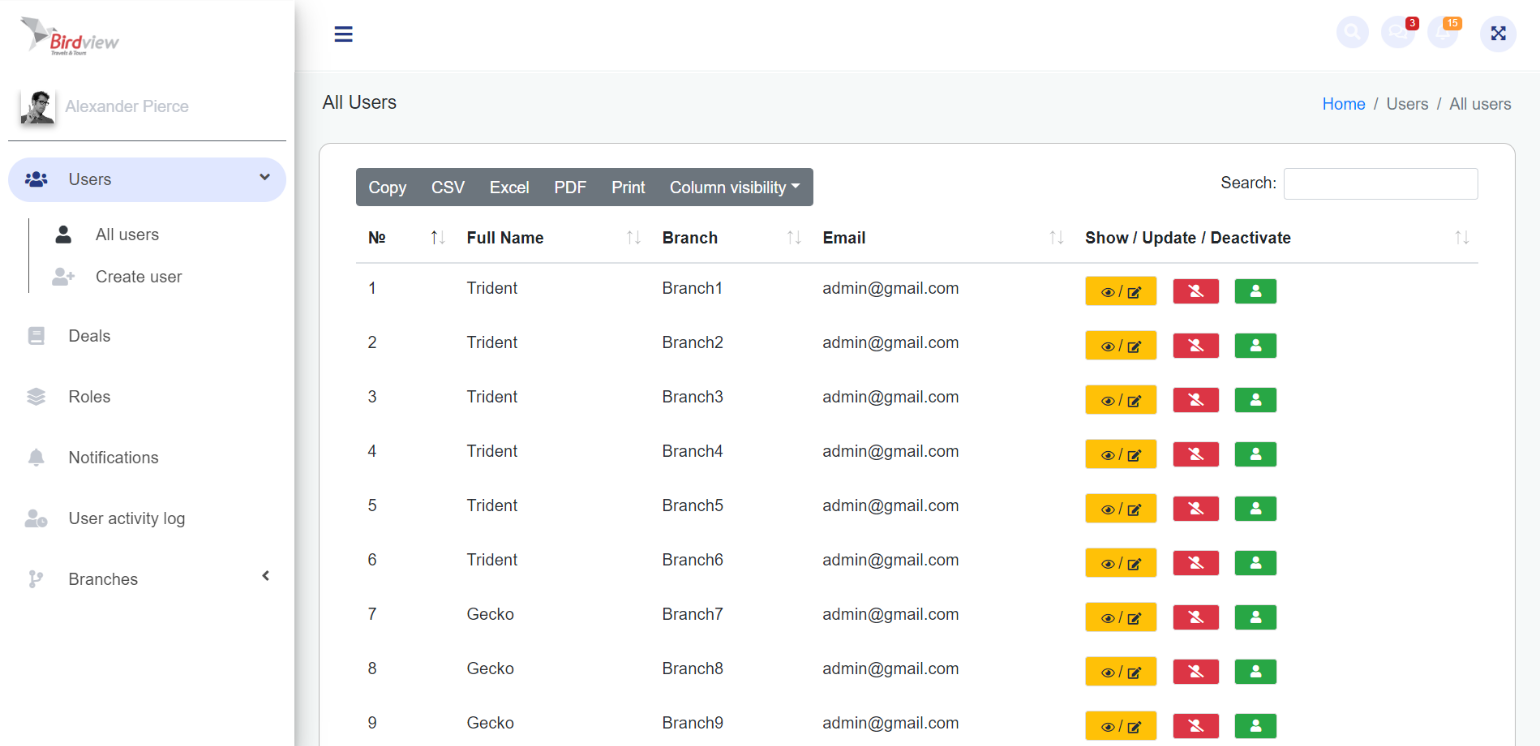 Birdview
Travels & Tours
3
15
Alexander Pierce
All Users
Home / Users / All users
Users
All users
Create user
Deals
Roles
Notifications
User activity log
Branches
Copy CSV Excel PDF Print Column visibility
Search:
№ Full Name Branch Email Show / Update / Deactivate
1 Trident Branch1 admin@gmail.com /
2 Trident Branch2 admin@gmail.com /
3 Trident Branch3 admin@gmail.com /
4 Trident Branch4 admin@gmail.com /
5 Trident Branch5 admin@gmail.com /
6 Trident Branch6 admin@gmail.com /
7 Gecko Branch7 admin@gmail.com /
8 Gecko Branch8 admin@gmail.com /
9 Gecko Branch9 admin@gmail.com /